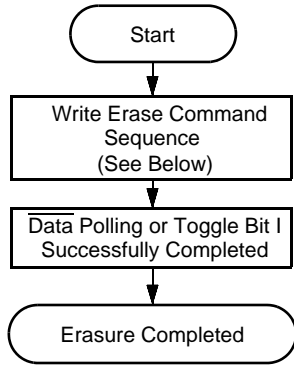 Start
Write Erase Command
Sequence
(See Below)
Data Polling or Toggle Bit I
Successfully Completed
Erasure Completed